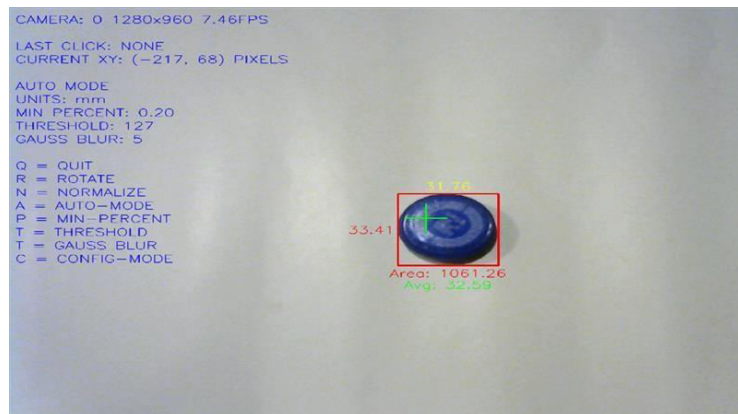 CAMERA: 0 1280x960 7.46FPS
LAST CLICK: NONE
CURRENT XY: (-217, 68) PIXELS
AUTO MODE
UNITS: mm
MIN PERCENT: 0.20
THRESHOLD: 127
GAUSS BLUR: 5
Q = QUIT
R = ROTATE
N = NORMALIZE
A = AUTO-MODE
P = MIN-PERCENT
T = THRESHOLD
T = GAUSS BLUR
C = CONFIG-MODE
31.76
33.41
Area: 1061.26
Avg: 32.59